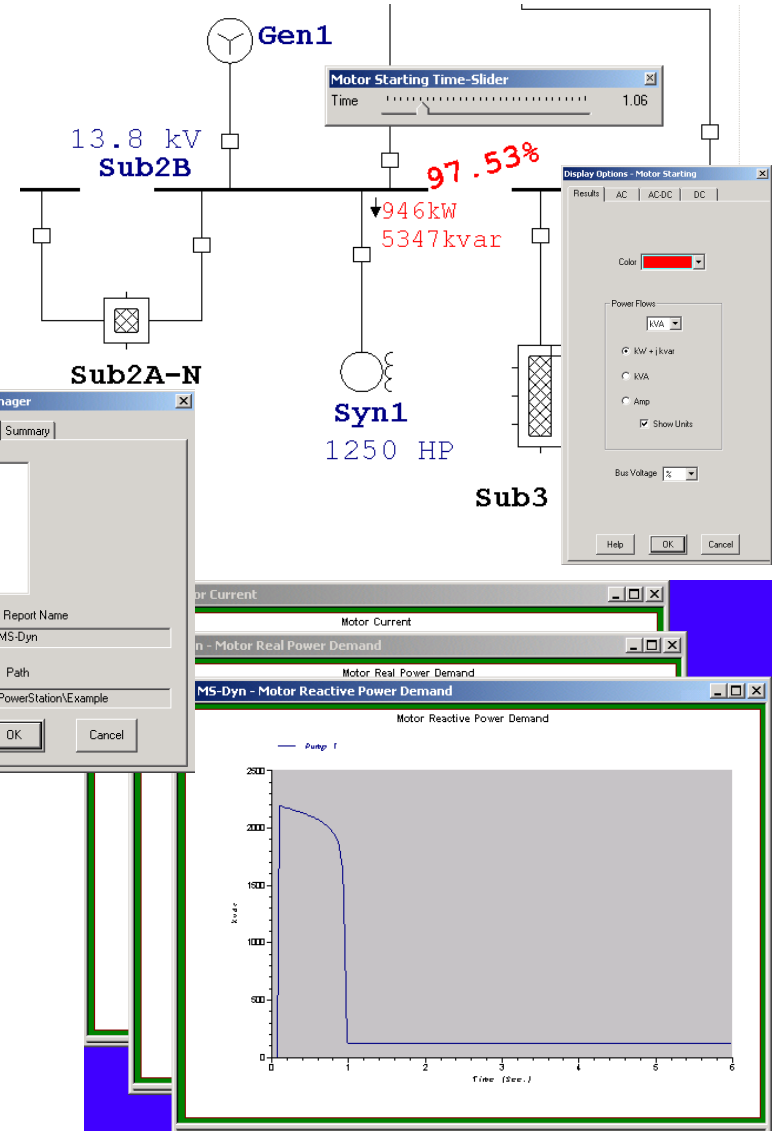 Gen1
Motor Starting Time-Slider
Time 1.06
13.8 kV
Sub2B
97.53%
946kW
5347kvar
Display Options - Motor Starting
Results AC AC-DC DC
Color
Power Flows
kVA
kW + j kvar
kVA
Amp
Show Units
Bus Voltage %
Help OK Cancel
Sub2A-N
Syn1
1250 HP
Sub3
nager
Summary
Report Name
MS-Dyn
Path
PowerStation\Example
OK Cancel
or Current
Motor Current
n - Motor Real Power Demand
Motor Real Power Demand
MS-Dyn - Motor Reactive Power Demand
Motor Reactive Power Demand
Pump 1
2500
2000
1500
kvar
1000
500
0
0 1 2 3 4 5 6
Time (Sec.)